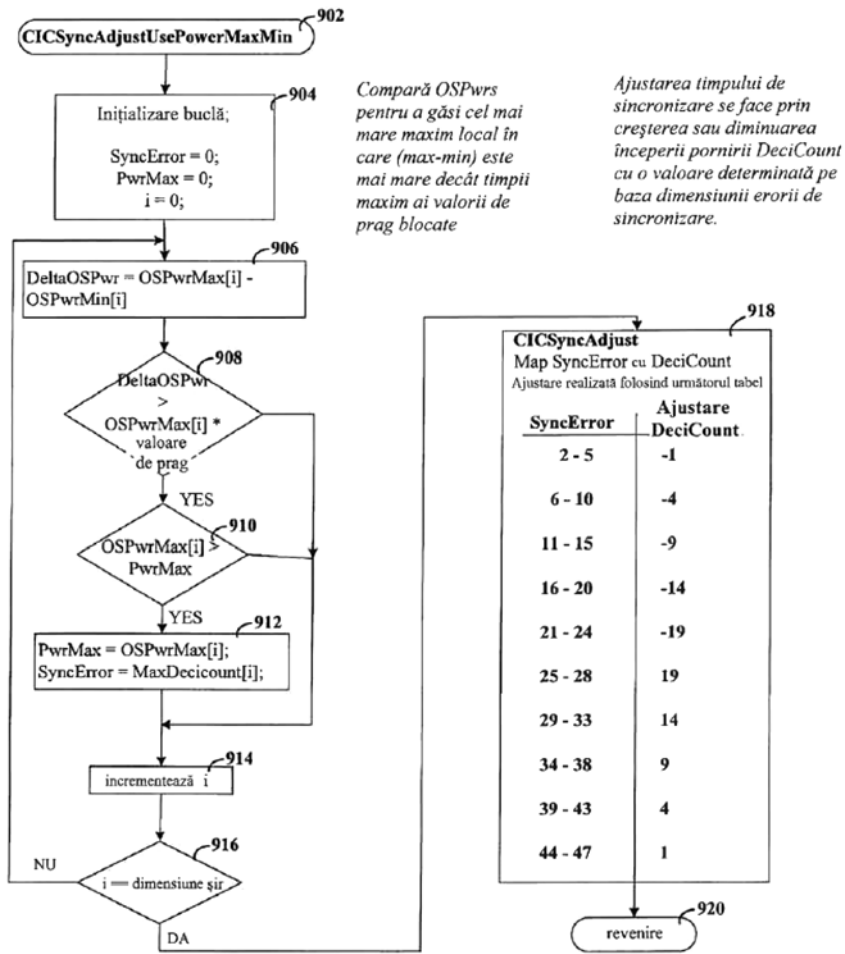 902
CICSyncAdjustUsePowerMaxMin
904
Inițializare buclă;
SyncError = 0;
PwrMax = 0;
i = 0;
Compară OSPwrs
pentru a găsi cel mai
mare maxim local în
care (max-min) este
mai mare decât timpii
maxim ai valorii de
prag blocate
Ajustarea timpului de
sincronizare se face prin
creșterea sau diminuarea
începerii pornirii DeciCount
cu o valoare determinată pe
baza dimensiunii erorii de
sincronizare.
906
DeltaOSPwr = OSPwrMax[i] -
OSPwrMin[i]
908
DeltaOSPwr
>
OSPwrMax[i] *
valoare
de prag
YES
910
OSPwrMax[i] >
PwrMax
YES
912
PwrMax = OSPwrMax[i];
SyncError = MaxDecicount[i];
914
incrementează i
916
i == dimensiune șir
NU
DA
918
CICSyncAdjust
Map SyncError cu DeciCount
Ajustare realizată folosind următorul tabel
SyncError Ajustare
DeciCount
2 - 5 -1
6 - 10 -4
11 - 15 -9
16 - 20 -14
21 - 24 -19
25 - 28 19
29 - 33 14
34 - 38 9
39 - 43 4
44 - 47 1
920
revenire